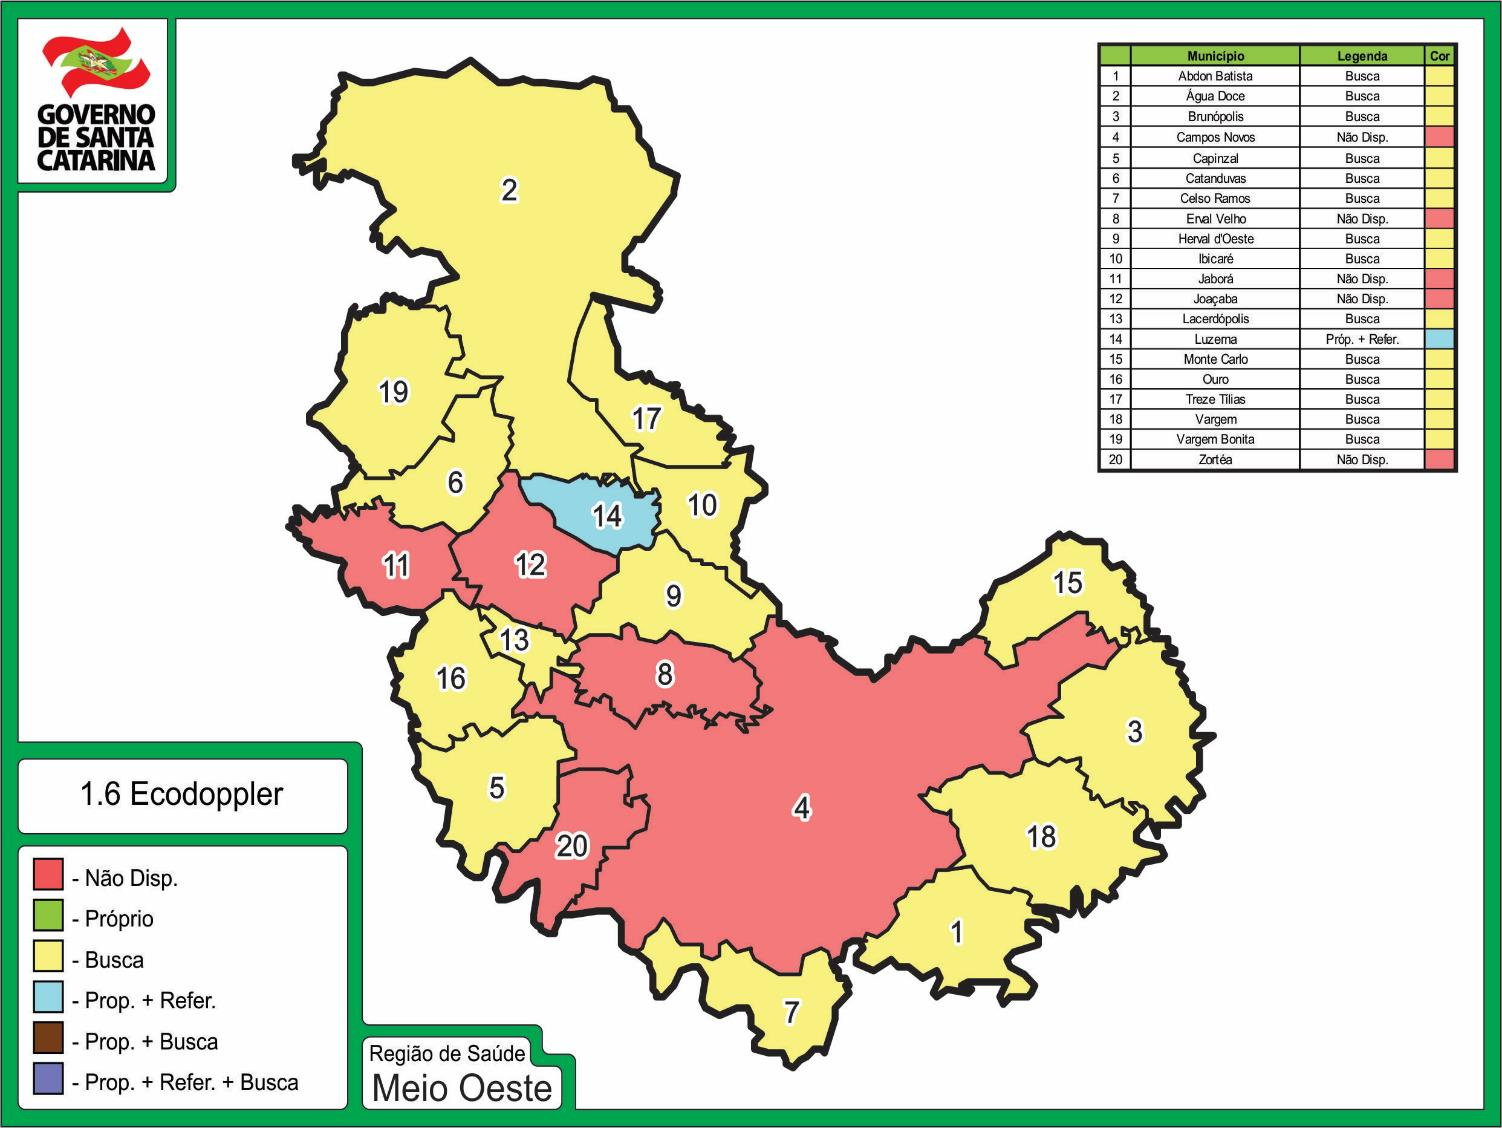 GOVERNO
DE SANTA
CATARINA
Município Legenda Cor
1 Abdon Batista Busca
2 Água Doce Busca
3 Brunópolis Busca
4 Campos Novos Não Disp.
5 Capinzal Busca
6 Catanduvas Busca
7 Celso Ramos Busca
8 Erval Velho Não Disp.
9 Herval d'Oeste Busca
10 Ibicaré Busca
11 Jaborá Não Disp.
12 Joaçaba Não Disp.
13 Lacerdópolis Busca
14 Luzerna Próp. + Refer.
15 Monte Carlo Busca
16 Ouro Busca
17 Treze Tílias Busca
18 Vargem Busca
19 Vargem Bonita Busca
20 Zortéa Não Disp.
2
19
17
6
10
14
11
12
15
9
13
8
16
3
5
4
18
20
1
7
1.6 Ecodoppler
- Não Disp.
- Próprio
- Busca
- Prop. + Refer.
- Prop. + Busca
- Prop. + Refer. + Busca
Região de Saúde
Meio Oeste